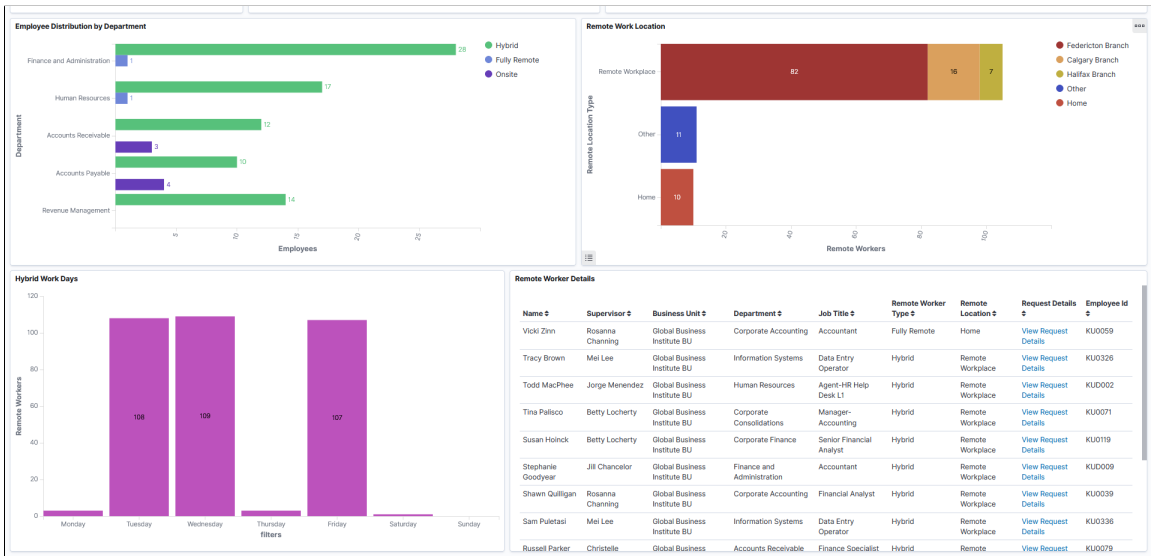 Employee Distribution by Department
Hybrid
Fully Remote
Onsite
Department
Finance and Administration
28
1
Human Resources
17
1
Accounts Receivable
12
3
Accounts Payable
10
4
Revenue Management
14
5
10
15
20
25
Employees
Remote Work Location
Federicton Branch
Calgary Branch
Halifax Branch
Other
Home
Remote Location Type
Remote Workplace
82
16
7
Other
11
Home
10
20
40
60
80
100
Remote Workers
Hybrid Work Days
Remote Workers
120
100
80
60
40
20
0
108
109
107
Monday
Tuesday
Wednesday
Thursday
Friday
Saturday
Sunday
filters
Remote Worker Details
Name Supervisor Business Unit Department Job Title Remote Worker Type Remote Location Request Details Employee Id
Vicki Zinn Rosanna Channing Global Business Institute BU Corporate Accounting Accountant Fully Remote Home View Request Details KU0059
Tracy Brown Mei Lee Global Business Institute BU Information Systems Data Entry Operator Hybrid Remote Workplace View Request Details KU0326
Todd MacPhee Jorge Menendez Global Business Institute BU Human Resources Agent-HR Help Desk L1 Hybrid Remote Workplace View Request Details KUD002
Tina Palisco Betty Locherty Global Business Institute BU Corporate Consolidations Manager-Accounting Hybrid Remote Workplace View Request Details KU0071
Susan Hoinck Betty Locherty Global Business Institute BU Corporate Finance Senior Financial Analyst Hybrid Remote Workplace View Request Details KU0119
Stephanie Goodyear Jill Chancelor Global Business Institute BU Finance and Administration Accountant Hybrid Remote Workplace View Request Details KUD009
Shawn Quilligan Rosanna Channing Global Business Institute BU Corporate Accounting Financial Analyst Hybrid Remote Workplace View Request Details KU0039
Sam Puletasi Mei Lee Global Business Institute BU Information Systems Data Entry Operator Hybrid Remote Workplace View Request Details KU0336
Russell Parker Christelle Global Business Accounts Receivable Finance Specialist Hybrid Remote View Request KU0079